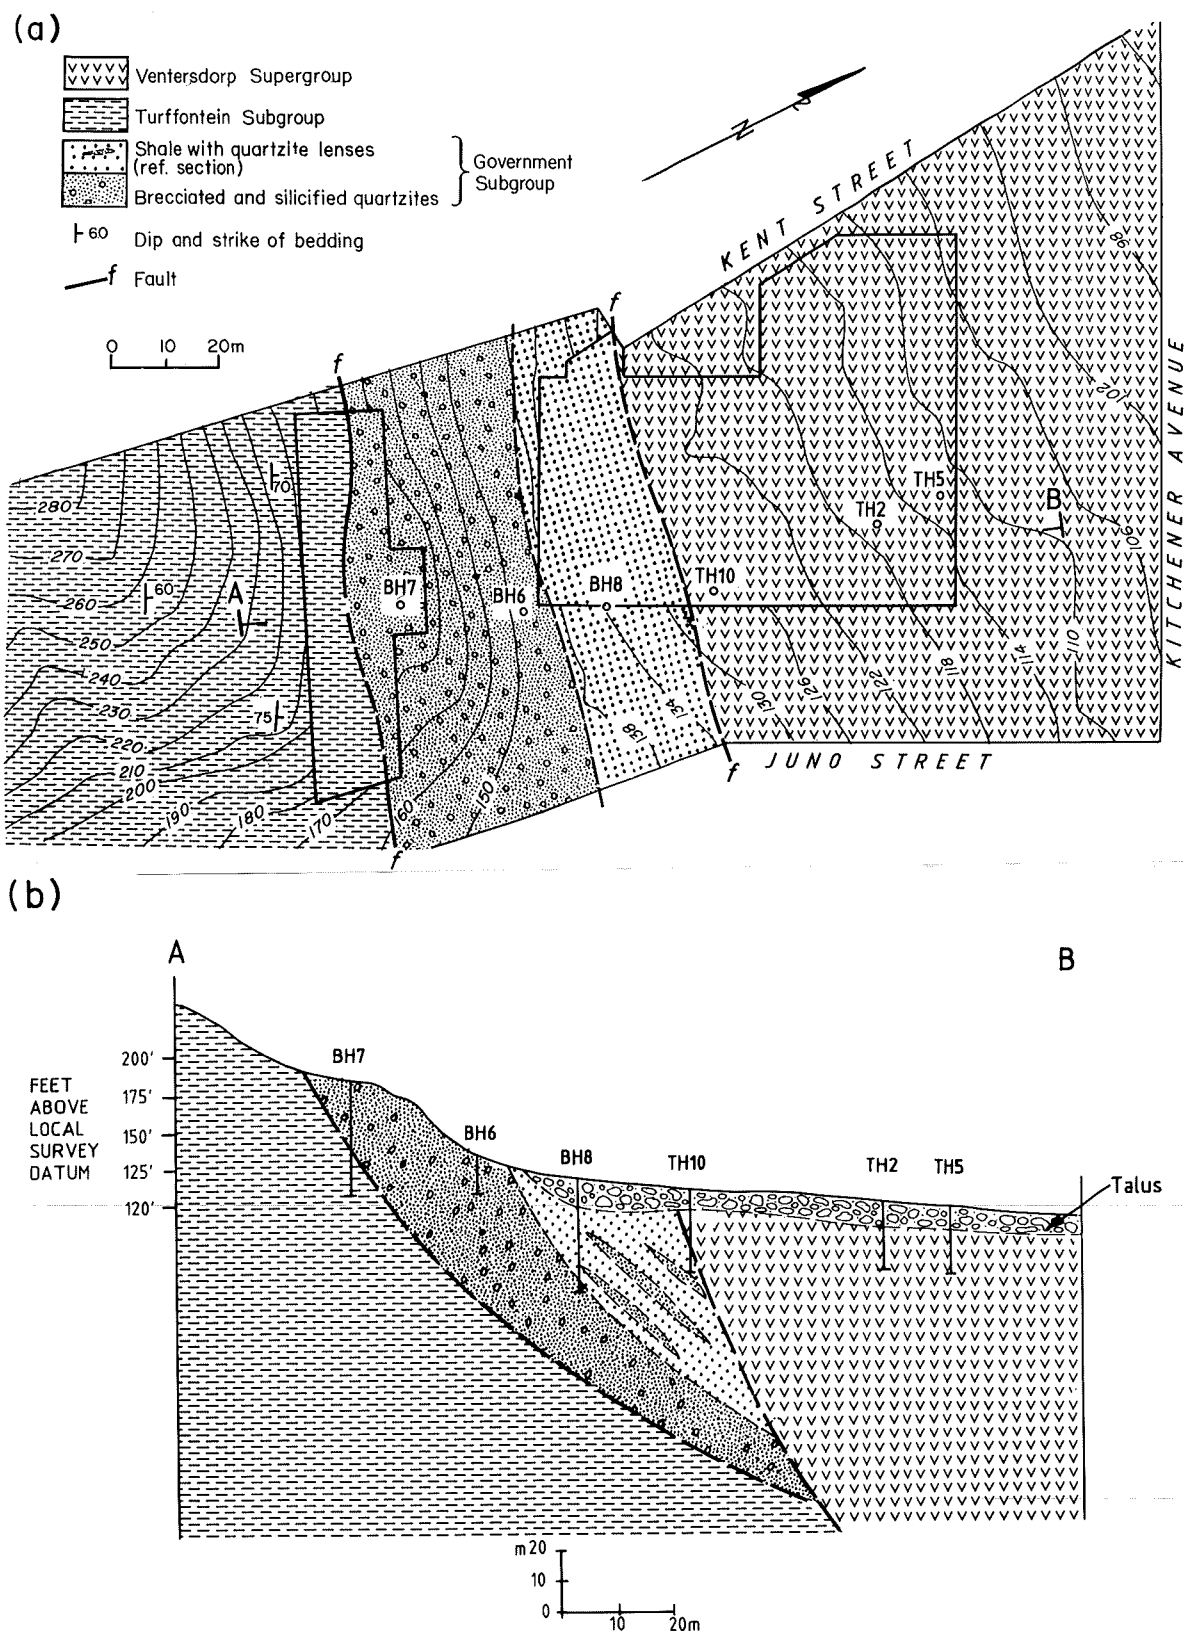 (a)
Ventersdorp Supergroup
Turffontein Subgroup
Shale with quartzite lenses
(ref. section)
Brecciated and silicified quartzites
Government
Subgroup
60
Dip and strike of bedding
f
Fault
0 10 20m
N
KENT STREET
KITCHENER AVENUE
JUNO STREET
f
f
f
f
98
102
106
110
114
118
122
126
130
134
138
150
60
170
180
190
200
210
220
230
240
250
260
270
280
70
60
75
A
B
BH7
BH6
BH8
TH10
TH2
TH5
(b)
A
B
FEET
ABOVE
LOCAL
SURVEY
DATUM
200'
175'
150'
125'
120'
BH7
BH6
BH8
TH10
TH2
TH5
Talus
m 20
10
0
10
20m